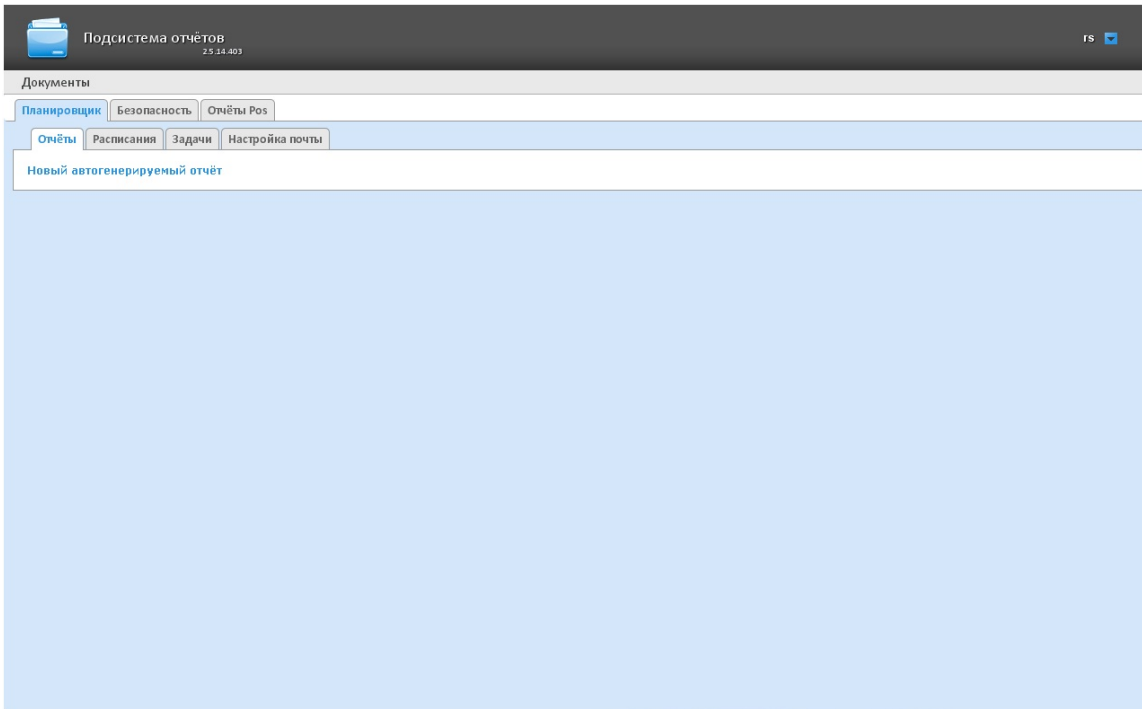 Подсистема отчётов
2.5.14.403
rs
Документы
Планировщик Безопасность Отчёты Pos
Отчёты Расписания Задачи Настройка почты
Новый автогенерируемый отчёт